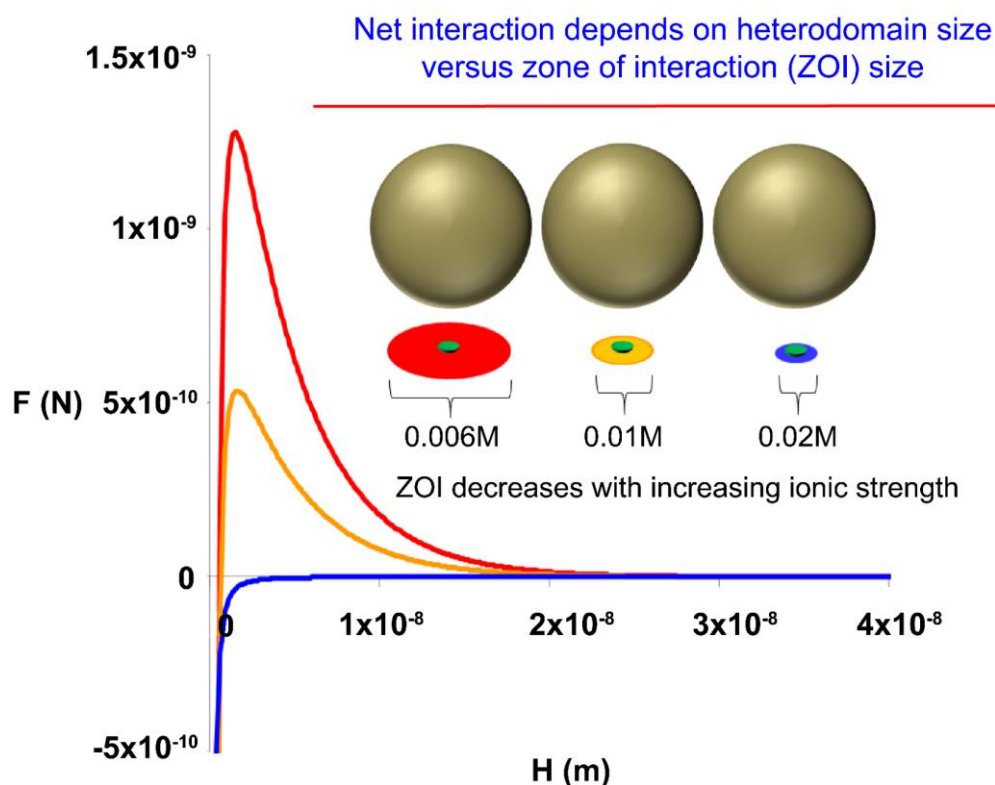 Net interaction depends on heterodomain size
versus zone of interaction (ZOI) size
1.5x10⁻⁹
1x10⁻⁹
5x10⁻¹⁰
0
-5x10⁻¹⁰
F (N)
0.006M 0.01M 0.02M
ZOI decreases with increasing ionic strength
0 1x10⁻⁸ 2x10⁻⁸ 3x10⁻⁸ 4x10⁻⁸
H (m)